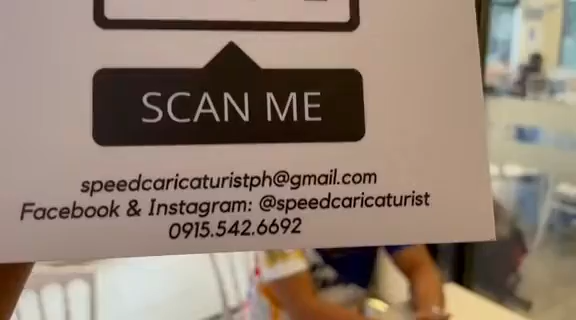 SCAN ME
speedcaricaturistph@gmail.com
Facebook & Instagram: @speedcaricaturist
0915.542.6692